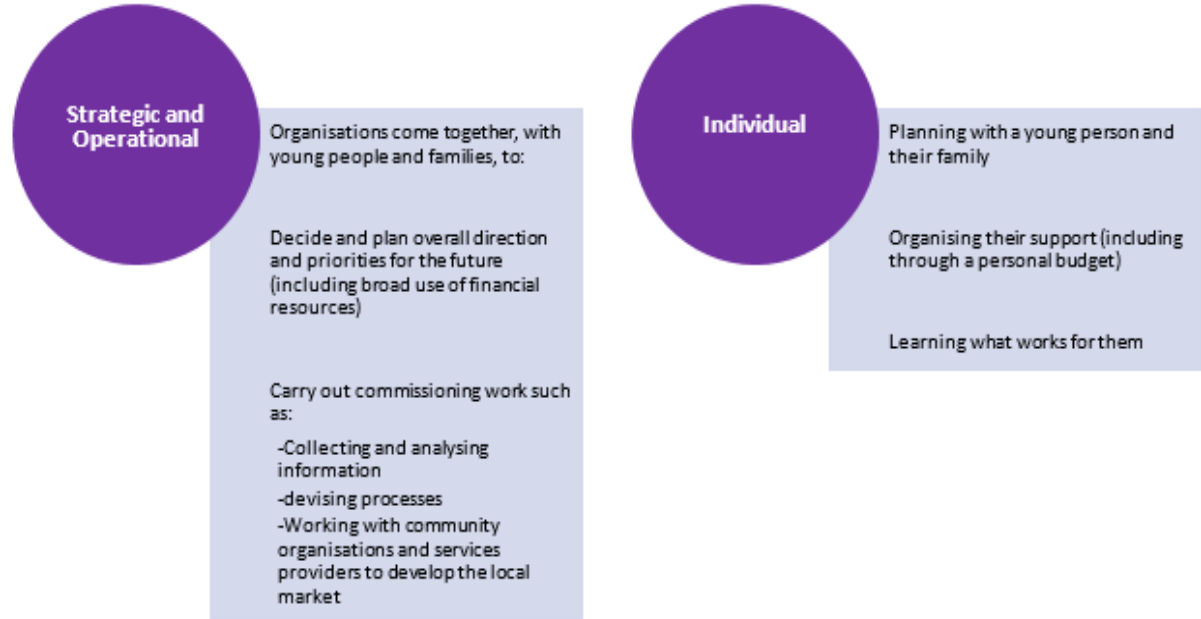 Strategic and
Operational
Organisations come together, with
young people and families, to:
Decide and plan overall direction
and priorities for the future
(including broad use of financial
resources)
Carry out commissioning work such
as:
-Collecting and analysing
information
-devising processes
-Working with community
organisations and services
providers to develop the local
market
Individual
Planning with a young person and
their family
Organising their support (including
through a personal budget)
Learning what works for them